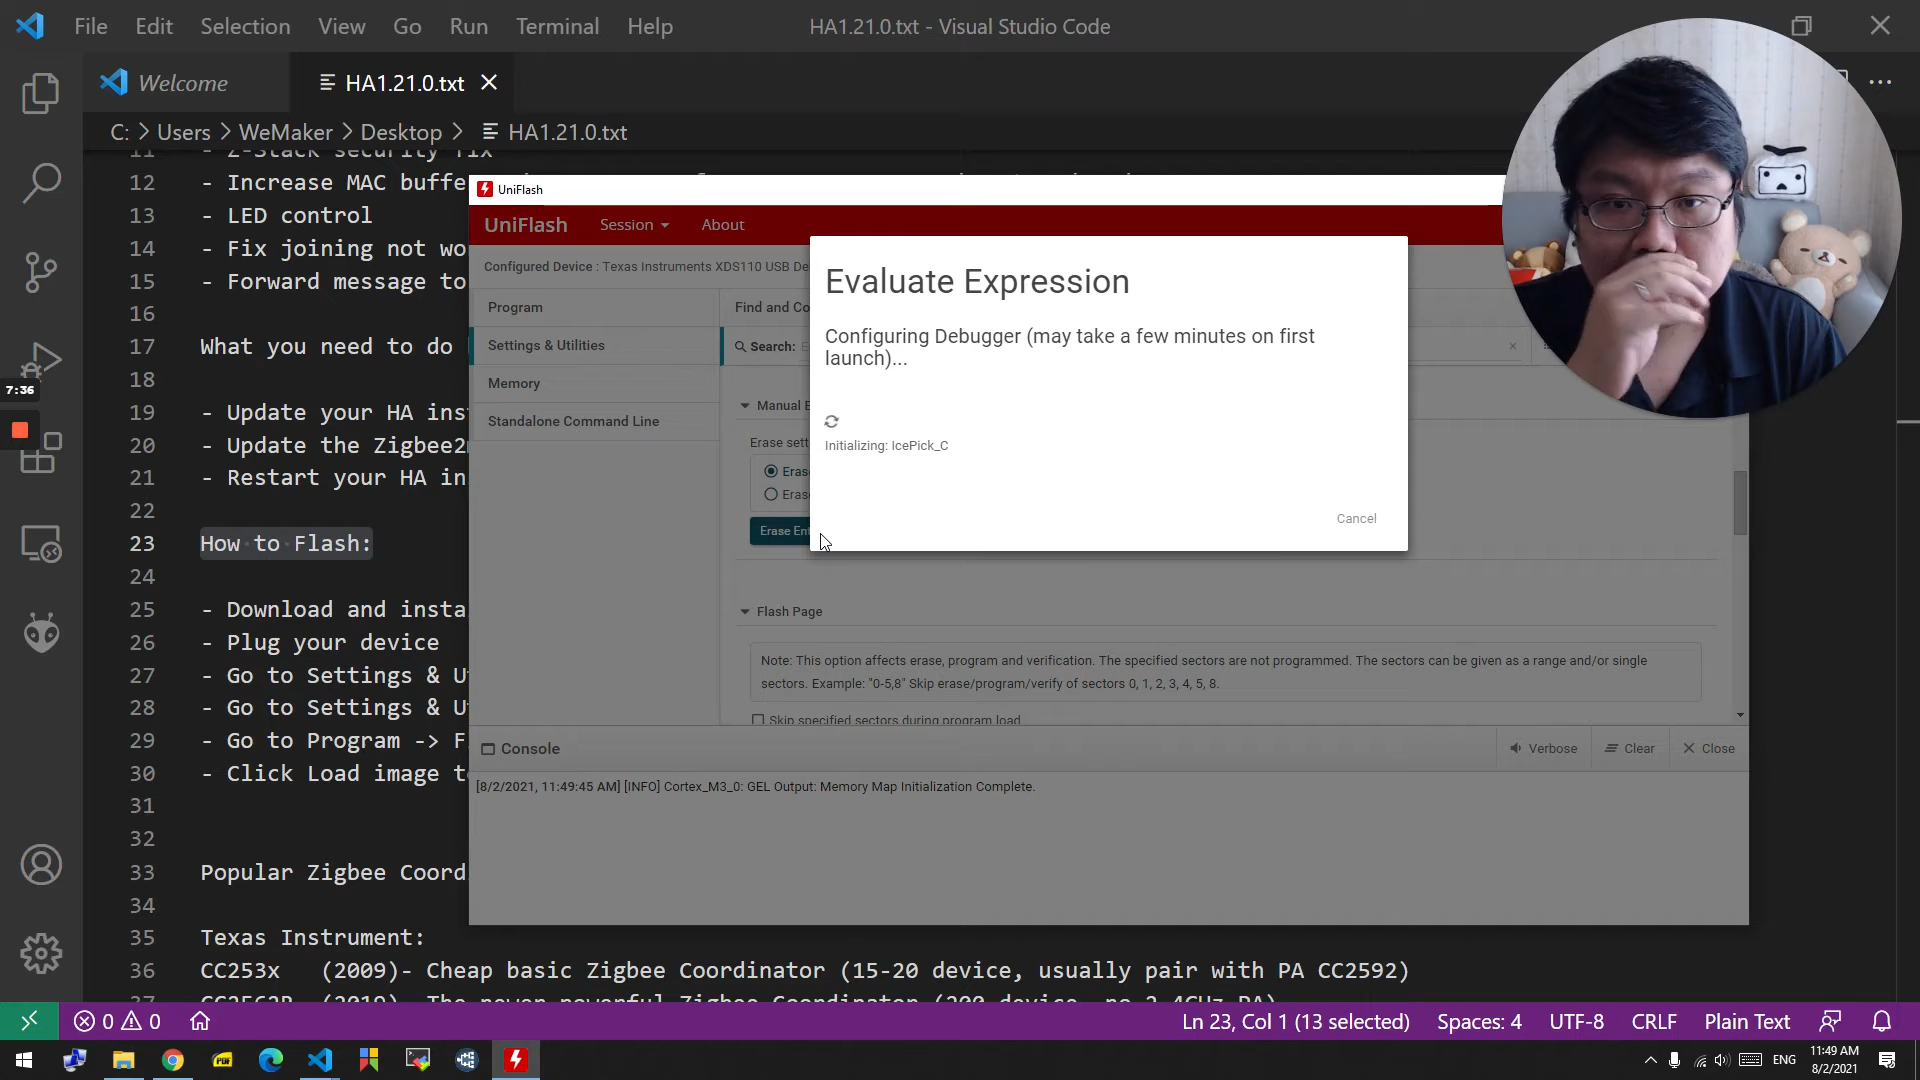 File Edit Selection View Go Run Terminal Help HA1.21.0.txt - Visual Studio Code
Welcome HA1.21.0.txt
C: > Users > WeMaker > Desktop > HA1.21.0.txt
11 - Z-Stack security fix
12 - Increase MAC buffe
13 - LED control
14 - Fix joining not wo
15 - Forward message to
16
17 What you need to do
18
19 - Update your HA ins
20 - Update the Zigbee2m
21 - Restart your HA in
22
23 How to Flash:
24
25 - Download and insta
26 - Plug your device
27 - Go to Settings & U
28 - Go to Settings & U
29 - Go to Program -> F
30 - Click Load image t
31
32
33 Popular Zigbee Coord
34
35 Texas Instrument:
36 CC253x (2009)- Cheap basic Zigbee Coordinator (15-20 device, usually pair with PA CC2592)
7:36
UniFlash
UniFlash Session About
Configured Device : Texas Instruments XDS110 USB De
Program
Settings & Utilities
Memory
Standalone Command Line
Find and Co
Search:
Manual E
Erase sett
Eras
Eras
Erase Ent
Evaluate Expression
Configuring Debugger (may take a few minutes on first
launch)...
Initializing: IcePick_C
Cancel
Flash Page
Note: This option affects erase, program and verification. The specified sectors are not programmed. The sectors can be given as a range and/or single
sectors. Example: "0-5,8" Skip erase/program/verify of sectors 0, 1, 2, 3, 4, 5, 8.
Skip specified sectors during program load
Console Verbose Clear Close
[8/2/2021, 11:49:45 AM] [INFO] Cortex_M3_0: GEL Output: Memory Map Initialization Complete.
0 0 Ln 23, Col 1 (13 selected) Spaces: 4 UTF-8 CRLF Plain Text
ENG 11:49 AM
8/2/2021